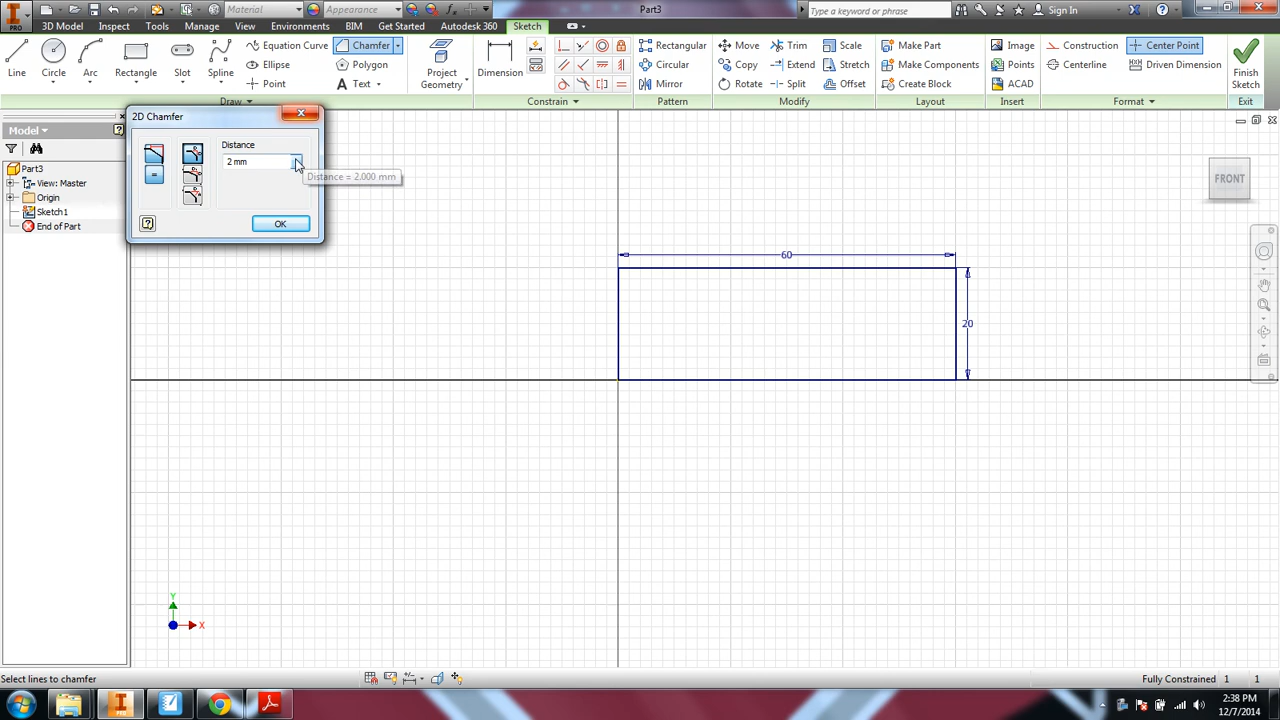 PRO
Material
Appearance
Part3
Type a keyword or phrase
Sign In
3D Model Inspect Tools View Environments BIM Get Started Autodesk 360 Sketch
Line
Circle
Arc
Rectangle
Slot
Spline
Equation Curve
Ellipse
Point
Chamfer
Polygon
Text
Project
Geometry
Dimension
Rectangular
Circular
Mirror
Move
Copy
Rotate
Trim
Extend
Split
Scale
Stretch
Offset
Make Part
Make Components
Create Block
Image
Points
ACAD
Construction
Centerline
Center Point
Driven Dimension
Finish
Sketch
Draw Constrain Pattern Modify Layout Insert Format Exit
2D Chamfer
Distance
2 mm
Distance = 2.000 mm
=
OK
Model
Part3
View: Master
Origin
Sketch1
End of Part
FRONT
60
20
Y
X
Select lines to chamfer
Fully Constrained 1 1
2:38 PM
12/7/2014